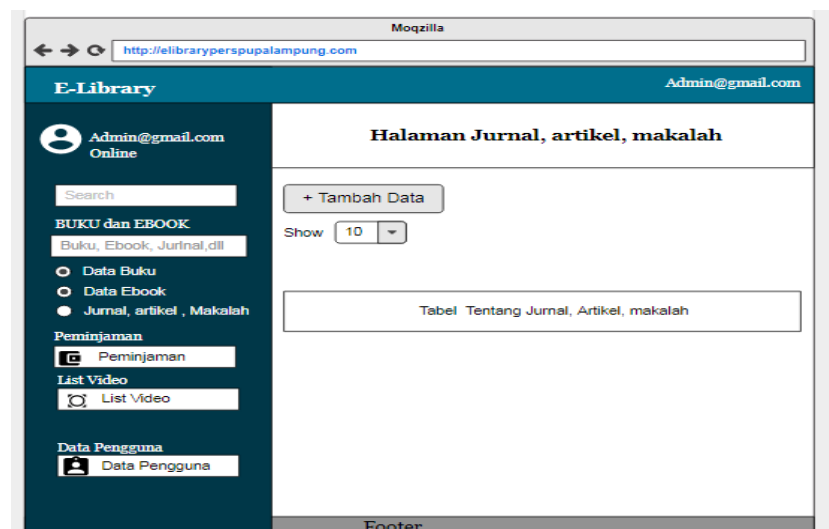 Moqzilla
http://elibraryperspupalampung.com
E-Library
Admin@gmail.com
Admin@gmail.com
Online
Search
BUKU dan EBOOK
Buku, Ebook, Jurlnal,dll
Data Buku
Data Ebook
Jurnal, artikel , Makalah
Peminjaman
Peminjaman
List Video
List Video
Data Pengguna
Data Pengguna
Halaman Jurnal, artikel, makalah
+ Tambah Data
Show 10
Tabel Tentang Jurnal, Artikel, makalah
Footer